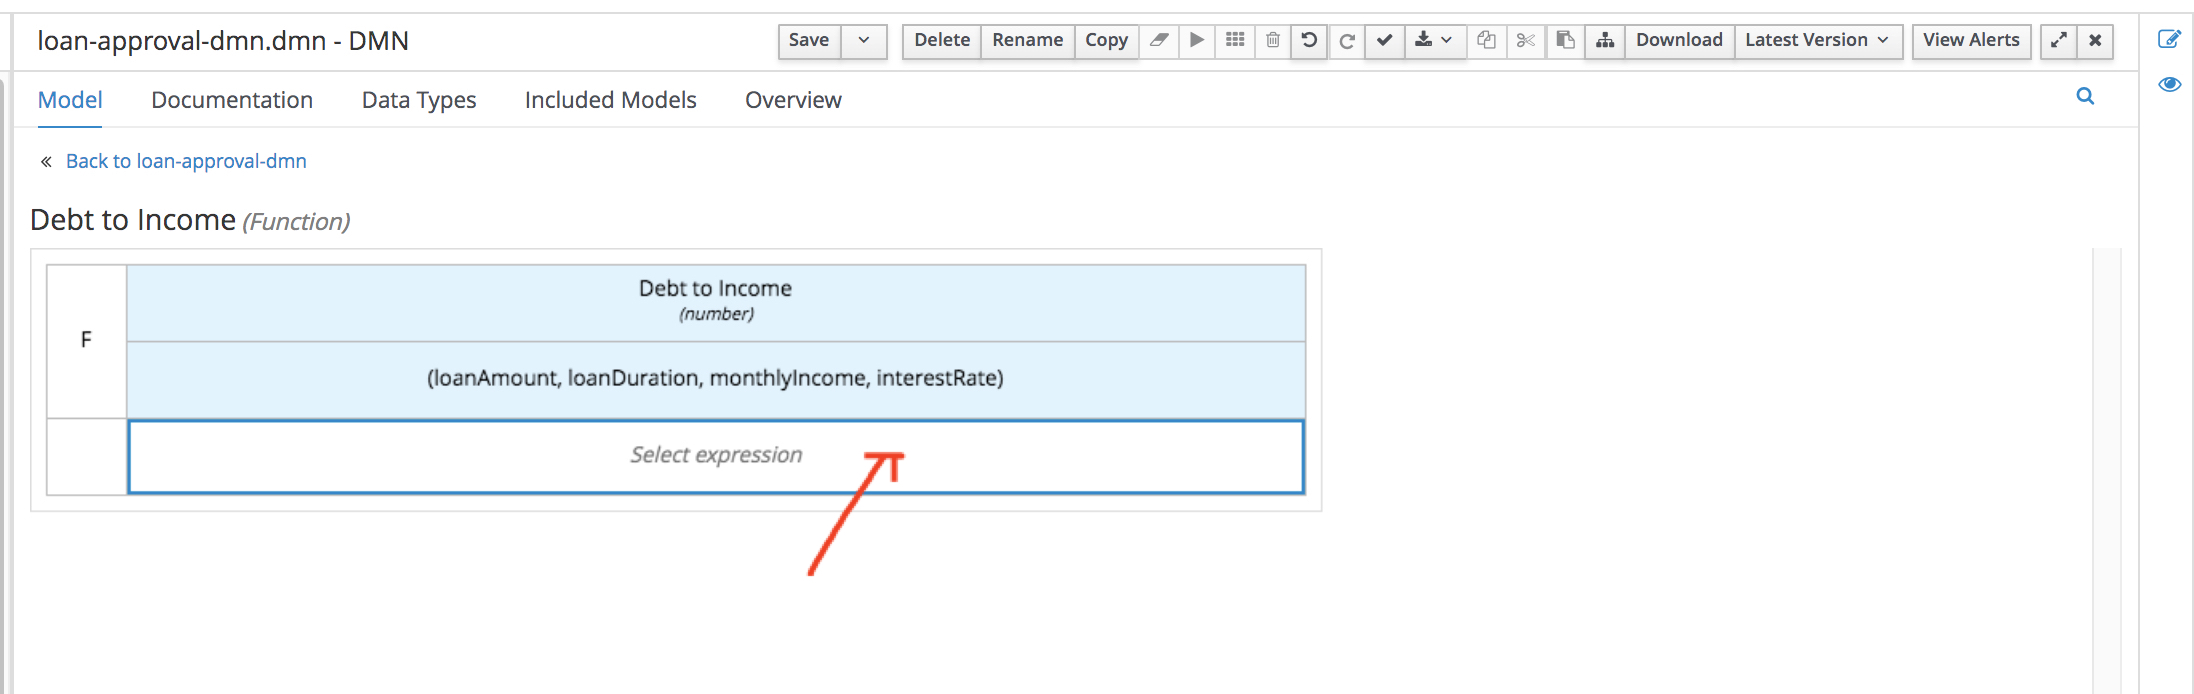 loan-approval-dmn.dmn - DMN
Save
Delete
Rename
Copy
Download
Latest Version
View Alerts
Model
Documentation
Data Types
Included Models
Overview
« Back to loan-approval-dmn
Debt to Income (Function)
F
Debt to Income
(number)
(loanAmount, loanDuration, monthlyIncome, interestRate)
Select expression